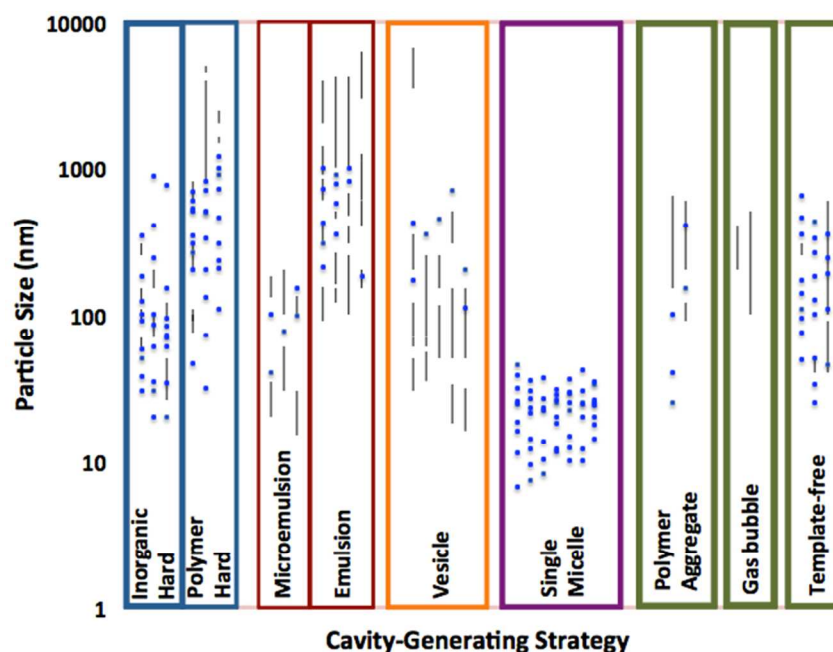 10000
1000
100
10
1
Particle Size (nm)
Inorganic
Hard
Polymer
Hard
Microemulsion
Emulsion
Vesicle
Single
Micelle
Polymer
Aggregate
Gas bubble
Template-free
Cavity-Generating Strategy